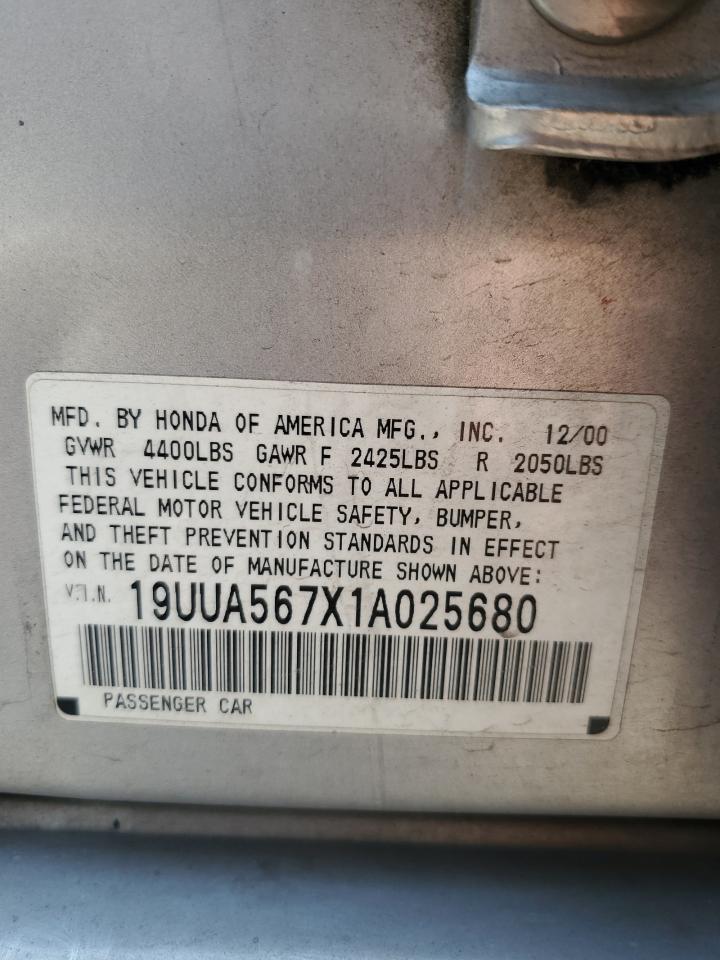 MFD. BY HONDA OF AMERICA MFG., INC. 12/00
GVWR 4400LBS GAWR F 2425LBS R 2050LBS
THIS VEHICLE CONFORMS TO ALL APPLICABLE
FEDERAL MOTOR VEHICLE SAFETY, BUMPER,
AND THEFT PREVENTION STANDARDS IN EFFECT
ON THE DATE OF MANUFACTURE SHOWN ABOVE:
V.I.N. 19UUA567X1A025680
PASSENGER CAR